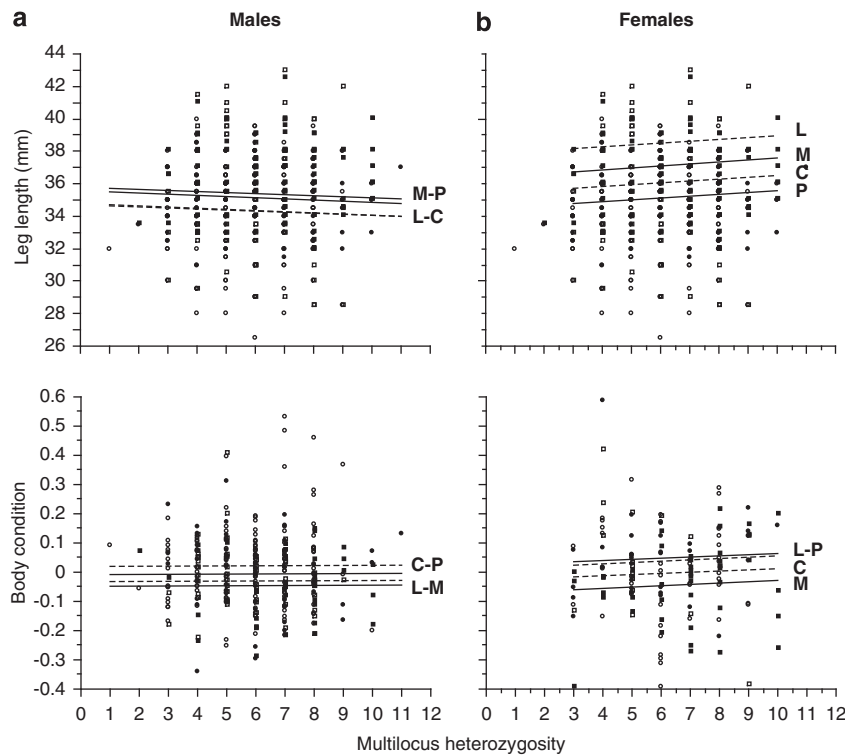 a
Males
b
Females
44
42
40
38
36
34
32
30
28
26
Leg length (mm)
M-P
L-C
L
M
C
P
0.6
0.5
0.4
0.3
0.2
0.1
0
-0.1
-0.2
-0.3
-0.4
Body condition
C-P
L-M
L-P
C
M
0 1 2 3 4 5 6 7 8 9 10 11 12
0 1 2 3 4 5 6 7 8 9 10 11 12
Multilocus heterozygosity